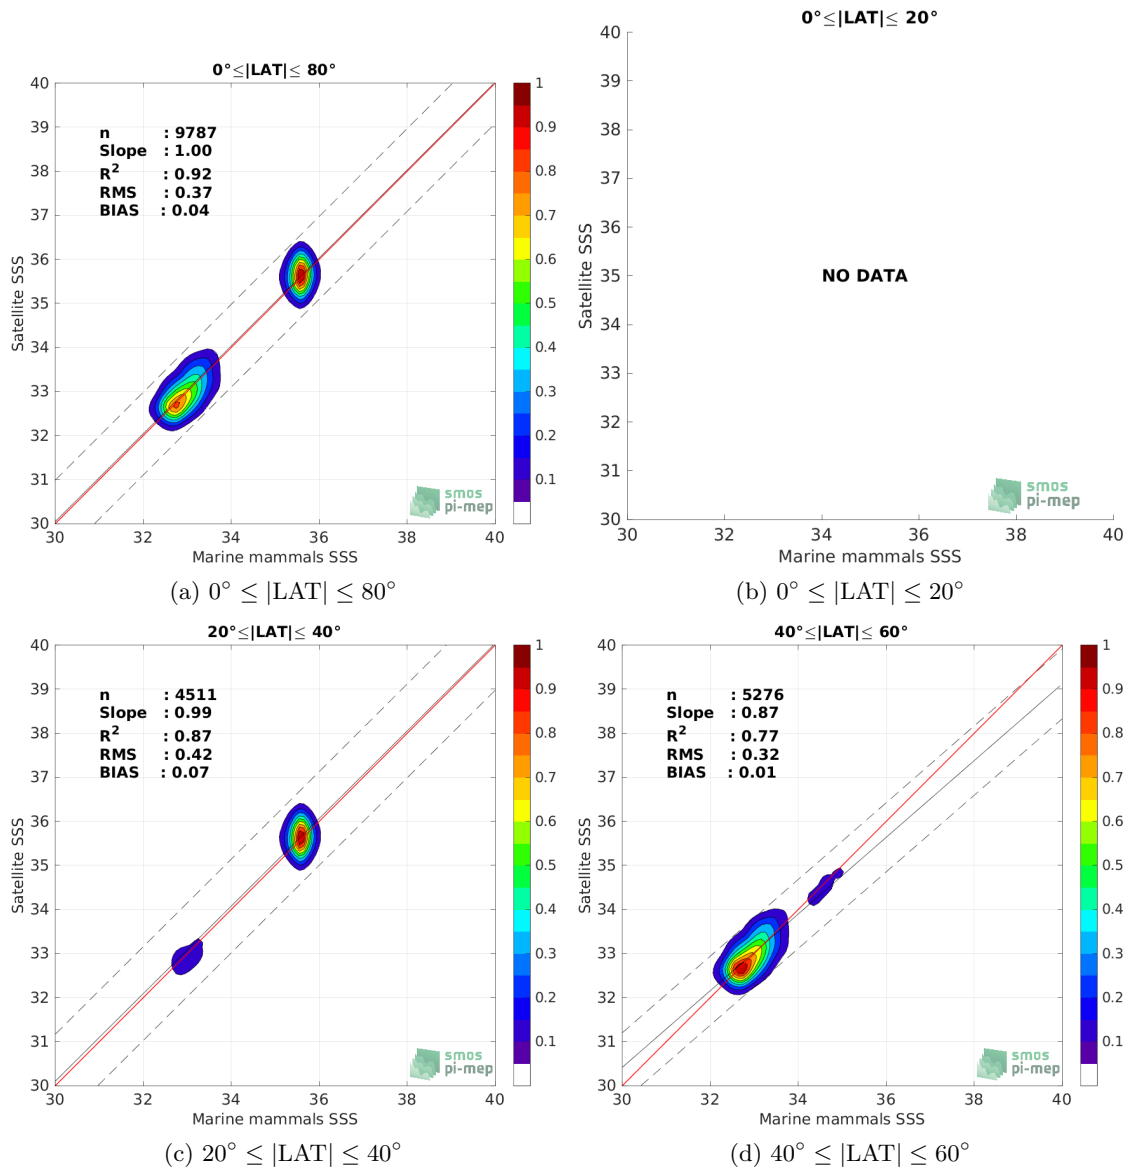 0°≤|LAT|≤ 80°
40
39
38
37
36
35
34
33
32
31
30
Satellite SSS
n : 9787
Slope : 1.00
R² : 0.92
RMS : 0.37
BIAS : 0.04
smos
pi-mep
30 32 34 36 38 40
Marine mammals SSS
1
0.9
0.8
0.7
0.6
0.5
0.4
0.3
0.2
0.1
(a) 0° ≤ |LAT| ≤ 80°
0°≤|LAT|≤ 20°
40
39
38
37
36
35
34
33
32
31
30
Satellite SSS
NO DATA
smos
pi-mep
30 32 34 36 38 40
Marine mammals SSS
(b) 0° ≤ |LAT| ≤ 20°
20°≤|LAT|≤ 40°
40
39
38
37
36
35
34
33
32
31
30
Satellite SSS
n : 4511
Slope : 0.99
R² : 0.87
RMS : 0.42
BIAS : 0.07
smos
pi-mep
30 32 34 36 38 40
Marine mammals SSS
1
0.9
0.8
0.7
0.6
0.5
0.4
0.3
0.2
0.1
(c) 20° ≤ |LAT| ≤ 40°
40°≤|LAT|≤ 60°
40
39
38
37
36
35
34
33
32
31
30
Satellite SSS
n : 5276
Slope : 0.87
R² : 0.77
RMS : 0.32
BIAS : 0.01
smos
pi-mep
30 32 34 36 38 40
Marine mammals SSS
1
0.9
0.8
0.7
0.6
0.5
0.4
0.3
0.2
0.1
(d) 40° ≤ |LAT| ≤ 60°